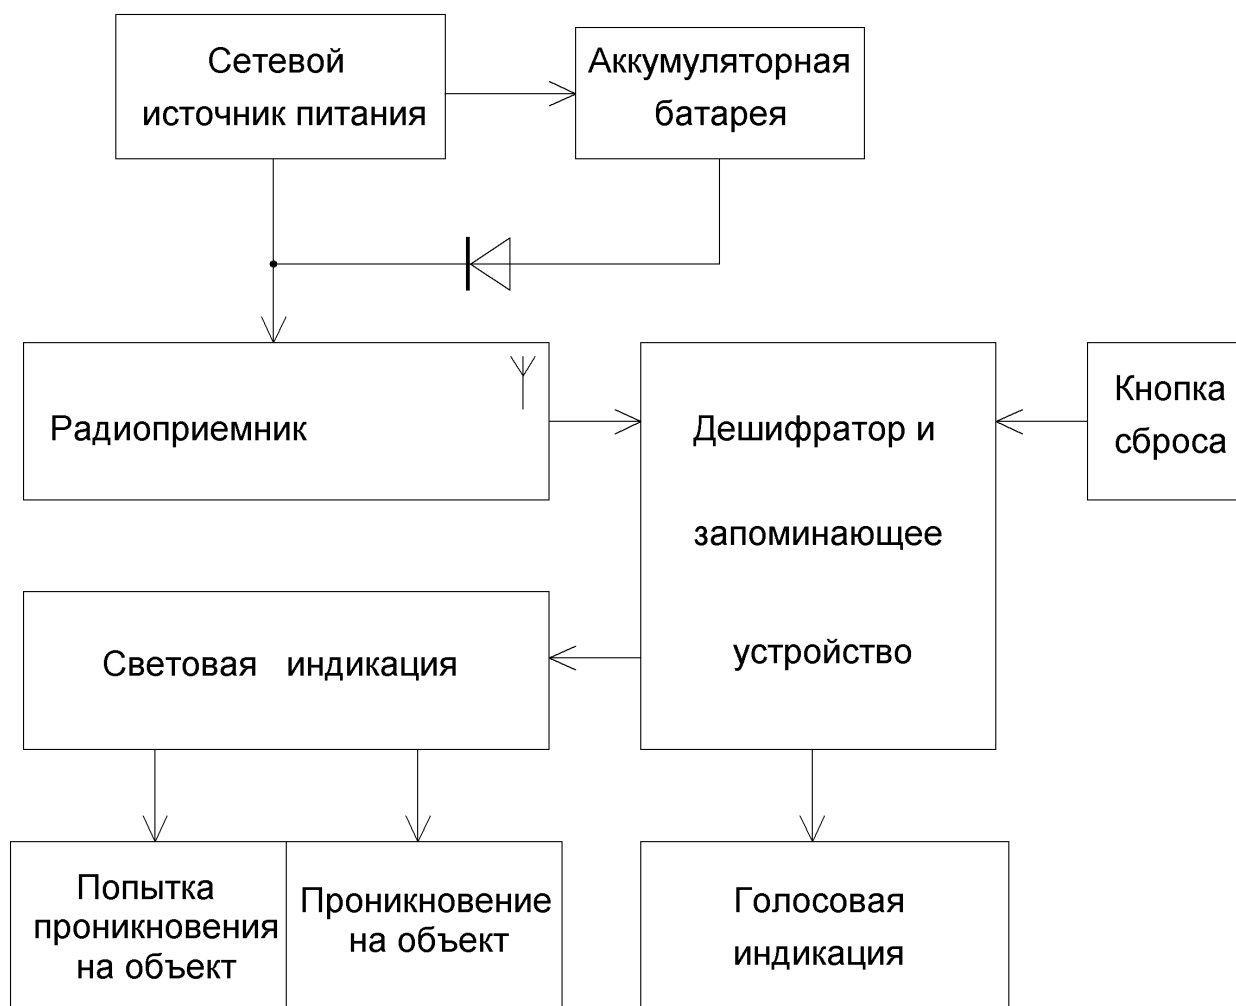 Сетевой
источник питания
Аккумуляторная
батарея
Радиоприемник
Дешифратор и
запоминающее
устройство
Кнопка
сброса
Световая индикация
Попытка
проникновения
на объект
Проникновение
на объект
Голосовая
индикация